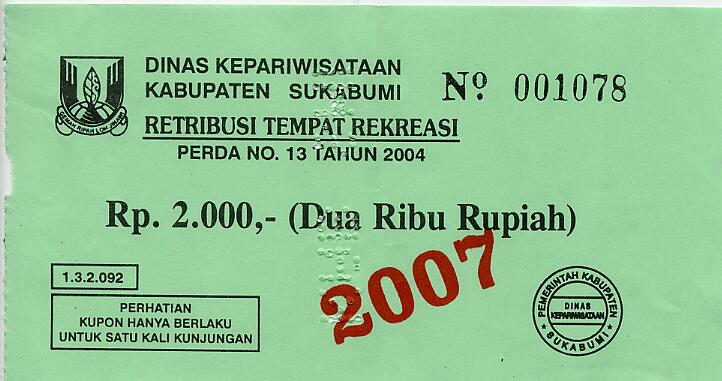 DINAS KEPARIWISATAAN
KABUPATEN SUKABUMI
Nº 001078
RETRIBUSI TEMPAT REKREASI
PERDA NO. 13 TAHUN 2004
Rp. 2.000,- (Dua Ribu Rupiah)
2007
1.3.2.092
PERHATIAN
KUPON HANYA BERLAKU
UNTUK SATU KALI KUNJUNGAN
PEMERINTAH KABUPATEN
DINAS
KEPARIWISATAAN
* SUKABUMI *